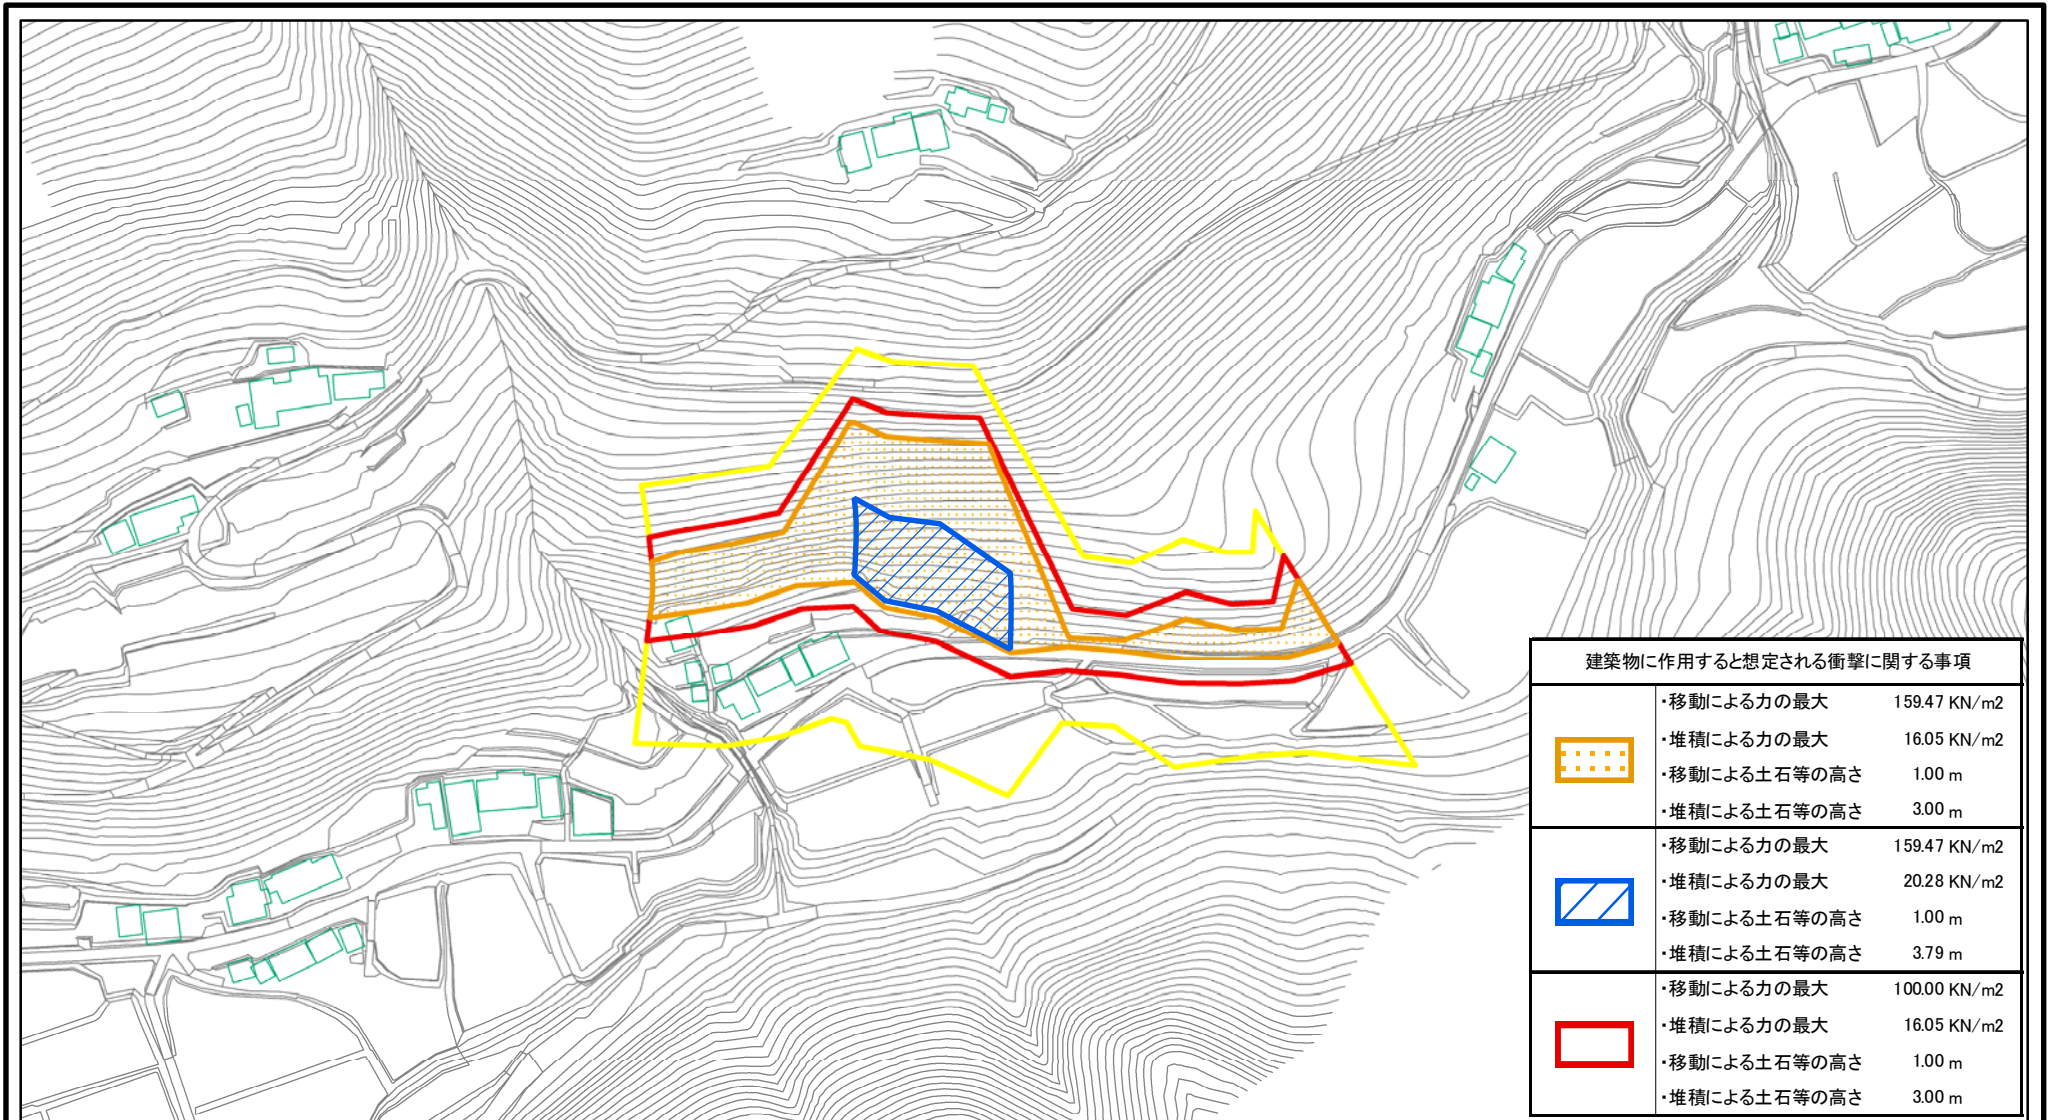 建築物に作用すると想定される衝撃に関する事項
・移動による力の最大 159.47 KN/m2
・堆積による力の最大 16.05 KN/m2
・移動による土石等の高さ 1.00 m
・堆積による土石等の高さ 3.00 m
・移動による力の最大 159.47 KN/m2
・堆積による力の最大 20.28 KN/m2
・移動による土石等の高さ 1.00 m
・堆積による土石等の高さ 3.79 m
・移動による力の最大 100.00 KN/m2
・堆積による力の最大 16.05 KN/m2
・移動による土石等の高さ 1.00 m
・堆積による土石等の高さ 3.00 m